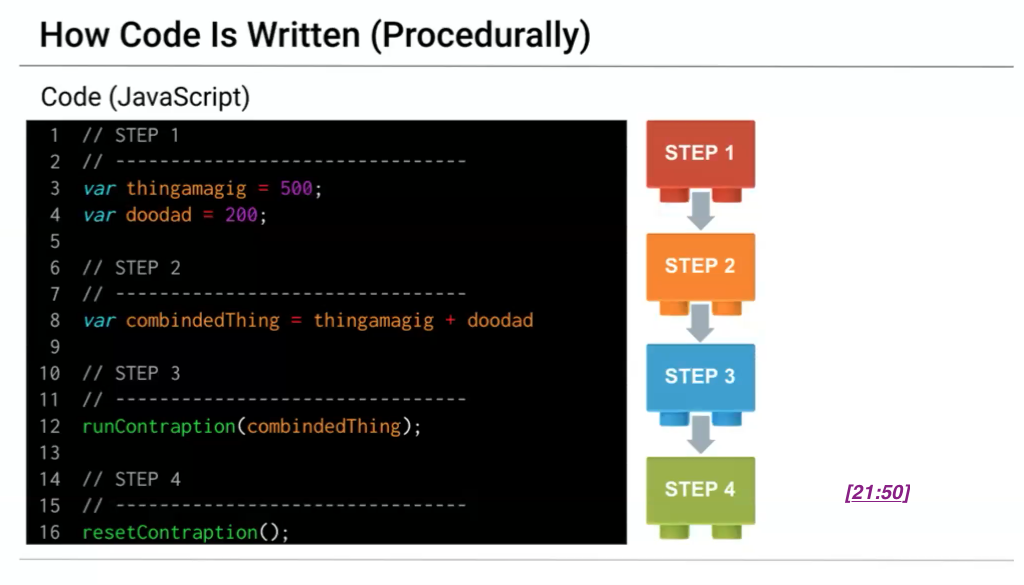 How Code Is Written (Procedurally)
Code (JavaScript)
1 // STEP 1
2 // --------------------------------
3 var thingamagig = 500;
4 var doodad = 200;
5
6 // STEP 2
7 // --------------------------------
8 var combindedThing = thingamagig + doodad
9
10 // STEP 3
11 // --------------------------------
12 runContraption(combindedThing);
13
14 // STEP 4
15 // --------------------------------
16 resetContraption();
STEP 1
STEP 2
STEP 3
STEP 4
[21:50]